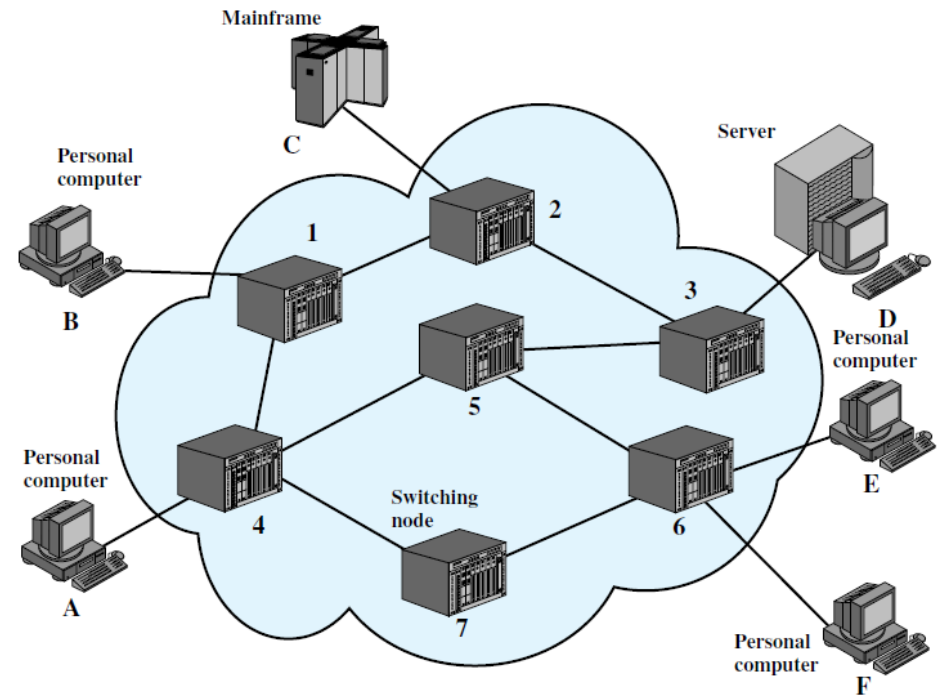 Mainframe
C
Server
Personal
computer
2
1
3
B
D
Personal
computer
5
Personal
computer
E
Switching
node
4
6
A
7
Personal
computer
F